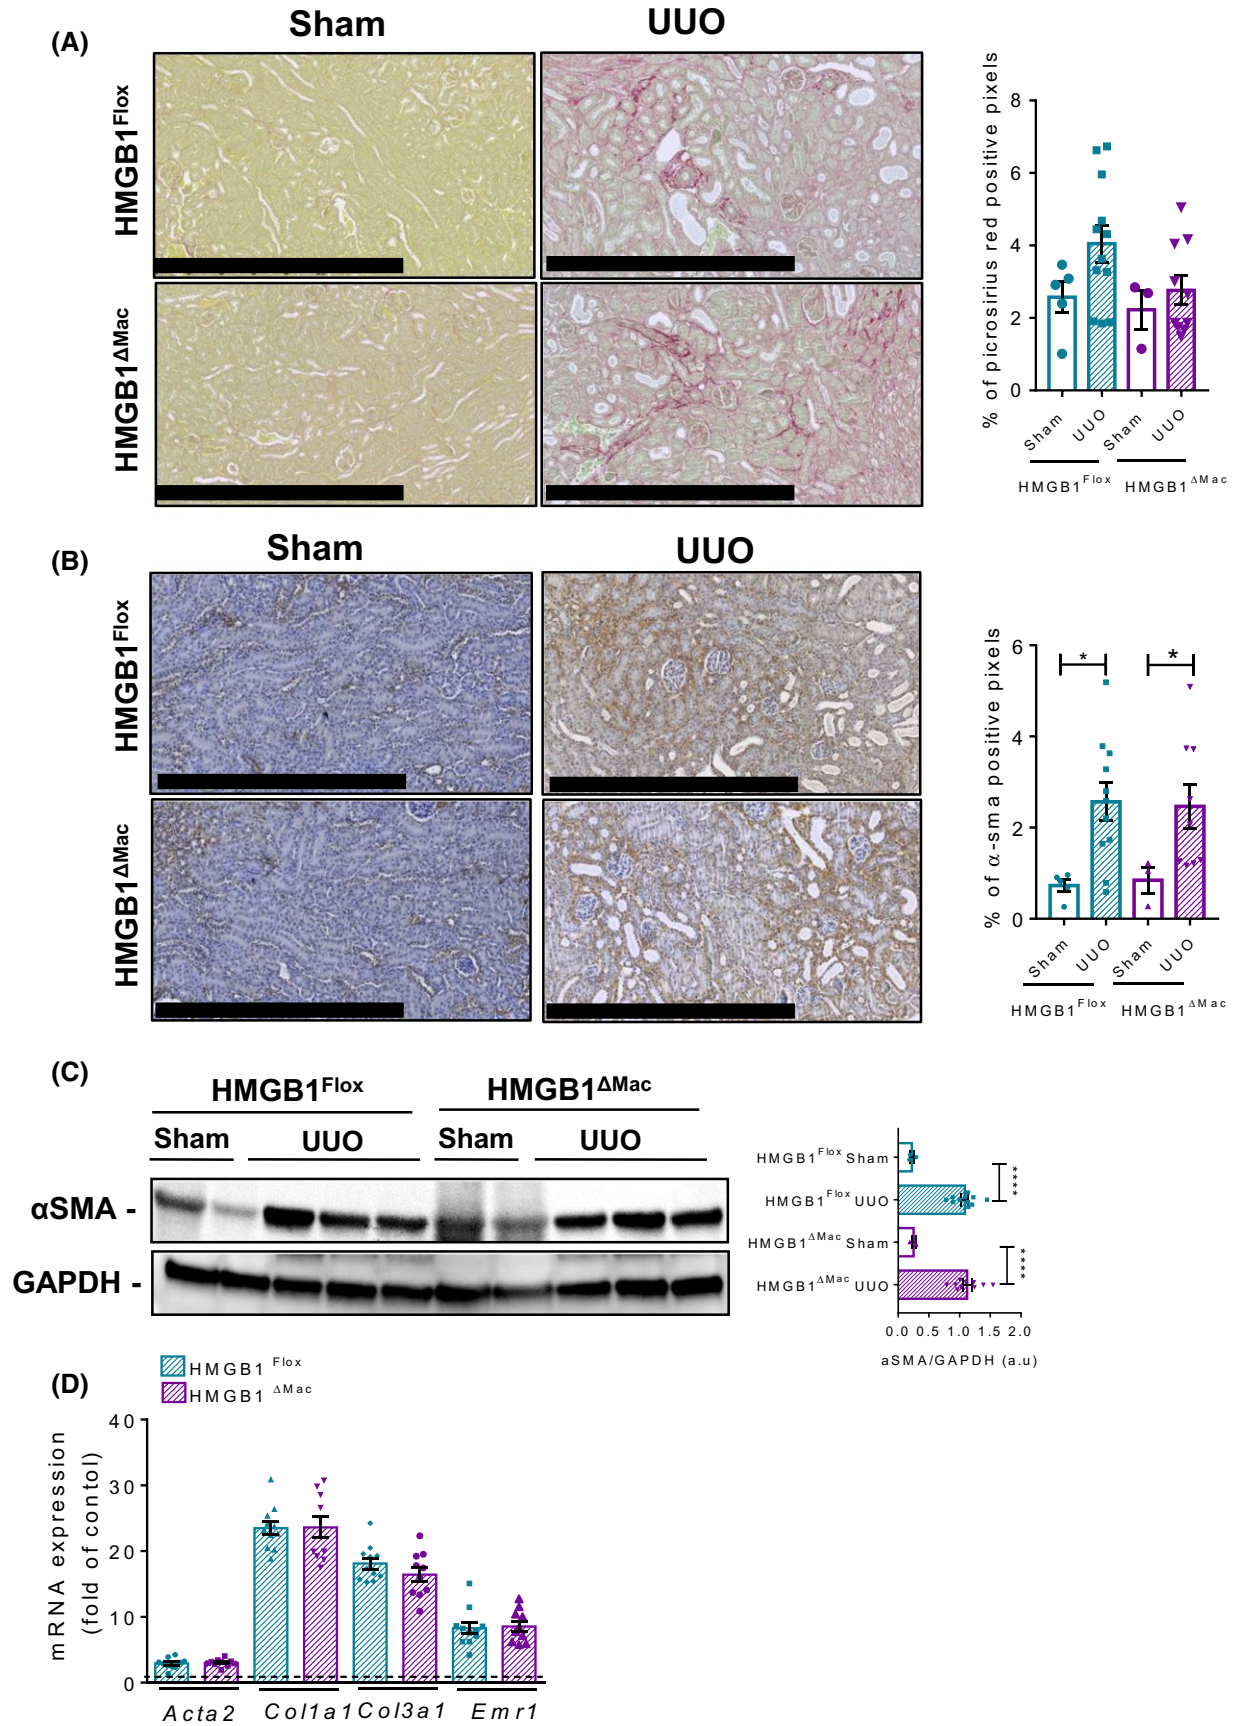 (A)
Sham
UUO
HMGB1Flox
HMGB1ΔMac
% of picrosirius red positive pixels
8
6
4
2
0
Sham
UUO
Sham
UUO
HMGB1Flox
HMGB1ΔMac
(B)
Sham
UUO
HMGB1Flox
HMGB1ΔMac
% of α-sma positive pixels
6
4
2
0
*
*
Sham
UUO
Sham
UUO
HMGB1Flox
HMGB1ΔMac
(C)
HMGB1Flox
HMGB1ΔMac
Sham
UUO
Sham
UUO
αSMA -
GAPDH -
HMGB1Flox Sham
HMGB1Flox UUO
HMGB1ΔMac Sham
HMGB1ΔMac UUO
****
****
0.0 0.5 1.0 1.5 2.0
aSMA/GAPDH (a.u)
(D)
HMGB1 Flox
HMGB1 ΔMac
mRNA expression
(fold of contol)
40
30
20
10
0
Acta2
Col1a1
Col3a1
Emr1